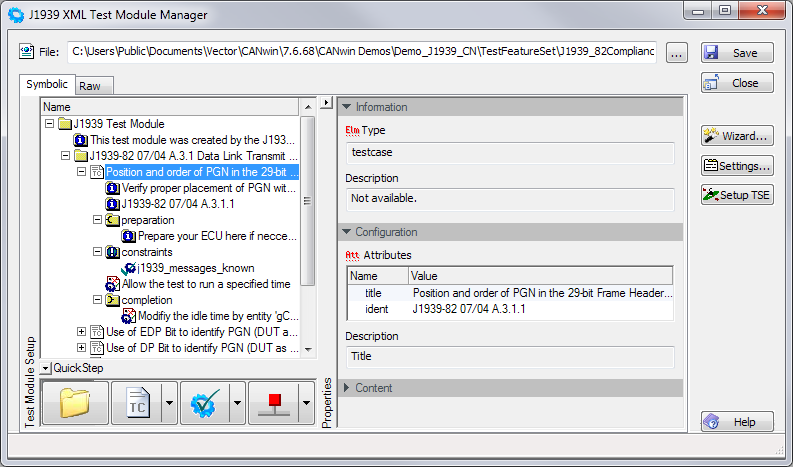 J1939 XML Test Module Manager
File: C:\Users\Public\Documents\Vector\CANwin\7.6.68\CANwin Demos\Demo_J1939_CN\TestFeatureSet\J1939_82Complianc ...
Save
Close
Wizard...
Settings...
Setup TSE
Help
Symbolic Raw
Test Module Setup
Name
J1939 Test Module
This test module was created by the J193...
J1939-82 07/04 A.3.1 Data Link Transmit ...
TC Position and order of PGN in the 29-bit ...
Verify proper placement of PGN wit...
J1939-82 07/04 A.3.1.1
preparation
Prepare your ECU here if necce...
constraints
j1939_messages_known
Allow the test to run a specified time
completion
Modifiy the idle time by entity 'gC...
TC Use of EDP Bit to identify PGN (DUT a...
TC Use of DP Bit to identify PGN (DUT as ...
QuickStep
TC
Properties
Information
Elm Type
testcase
Description
Not available.
Configuration
Att Attributes
Name Value
title Position and order of PGN in the 29-bit Frame Header...
ident J1939-82 07/04 A.3.1.1
Description
Title
Content